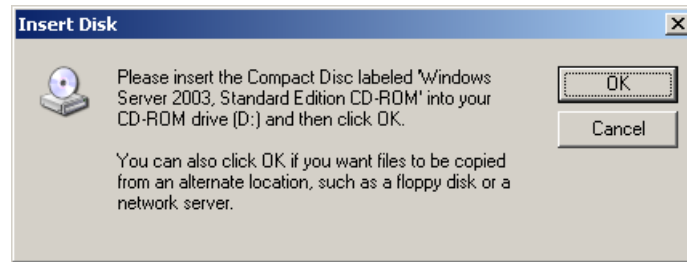 Insert Disk
Please insert the Compact Disc labeled 'Windows
Server 2003, Standard Edition CD-ROM' into your
CD-ROM drive (D:) and then click OK.
You can also click OK if you want files to be copied
from an alternate location, such as a floppy disk or a
network server.
OK
Cancel